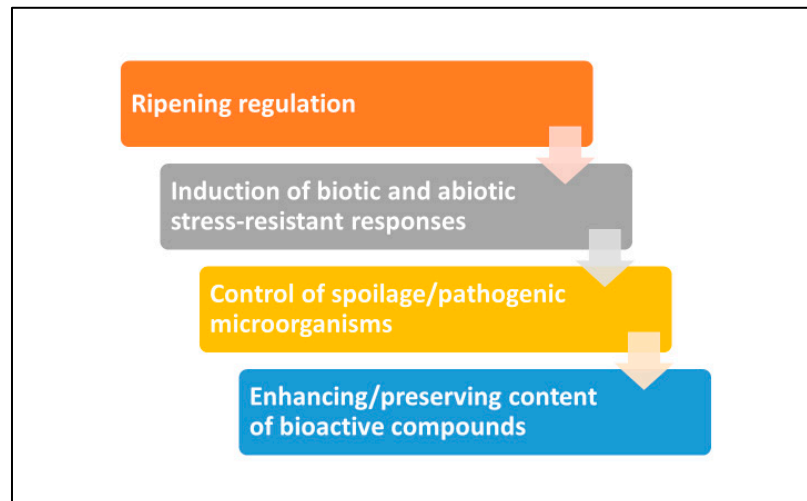 Ripening regulation
Induction of biotic and abiotic
stress-resistant responses
Control of spoilage/pathogenic
microorganisms
Enhancing/preserving content
of bioactive compounds